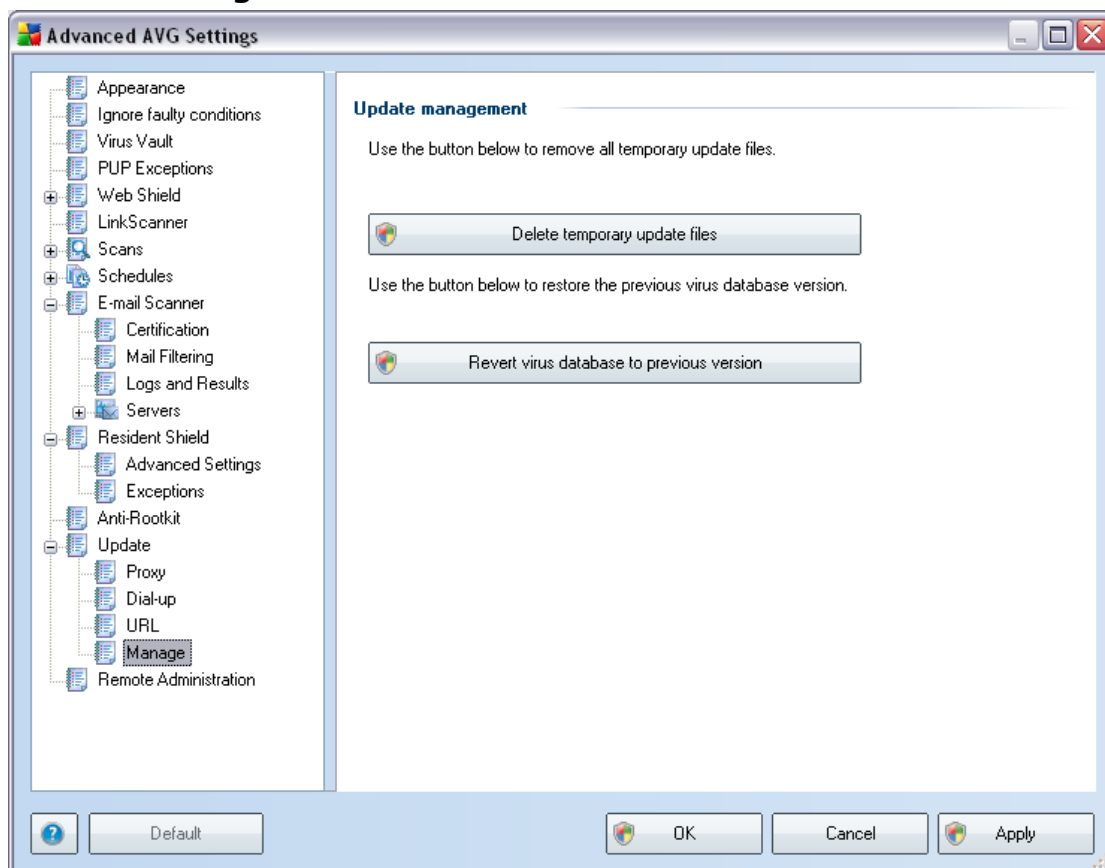 Advanced AVG Settings
Appearance
Ignore faulty conditions
Virus Vault
PUP Exceptions
Web Shield
LinkScanner
Scans
Schedules
E-mail Scanner
Certification
Mail Filtering
Logs and Results
Servers
Resident Shield
Advanced Settings
Exceptions
Anti-Rootkit
Update
Proxy
Dial-up
URL
Manage
Remote Administration
Update management
Use the button below to remove all temporary update files.
Delete temporary update files
Use the button below to restore the previous virus database version.
Revert virus database to previous version
Default
OK
Cancel
Apply